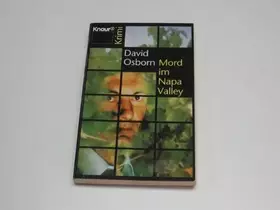 Knaur®
Krimi
David
Osborn
Mord
im
Napa
Valley